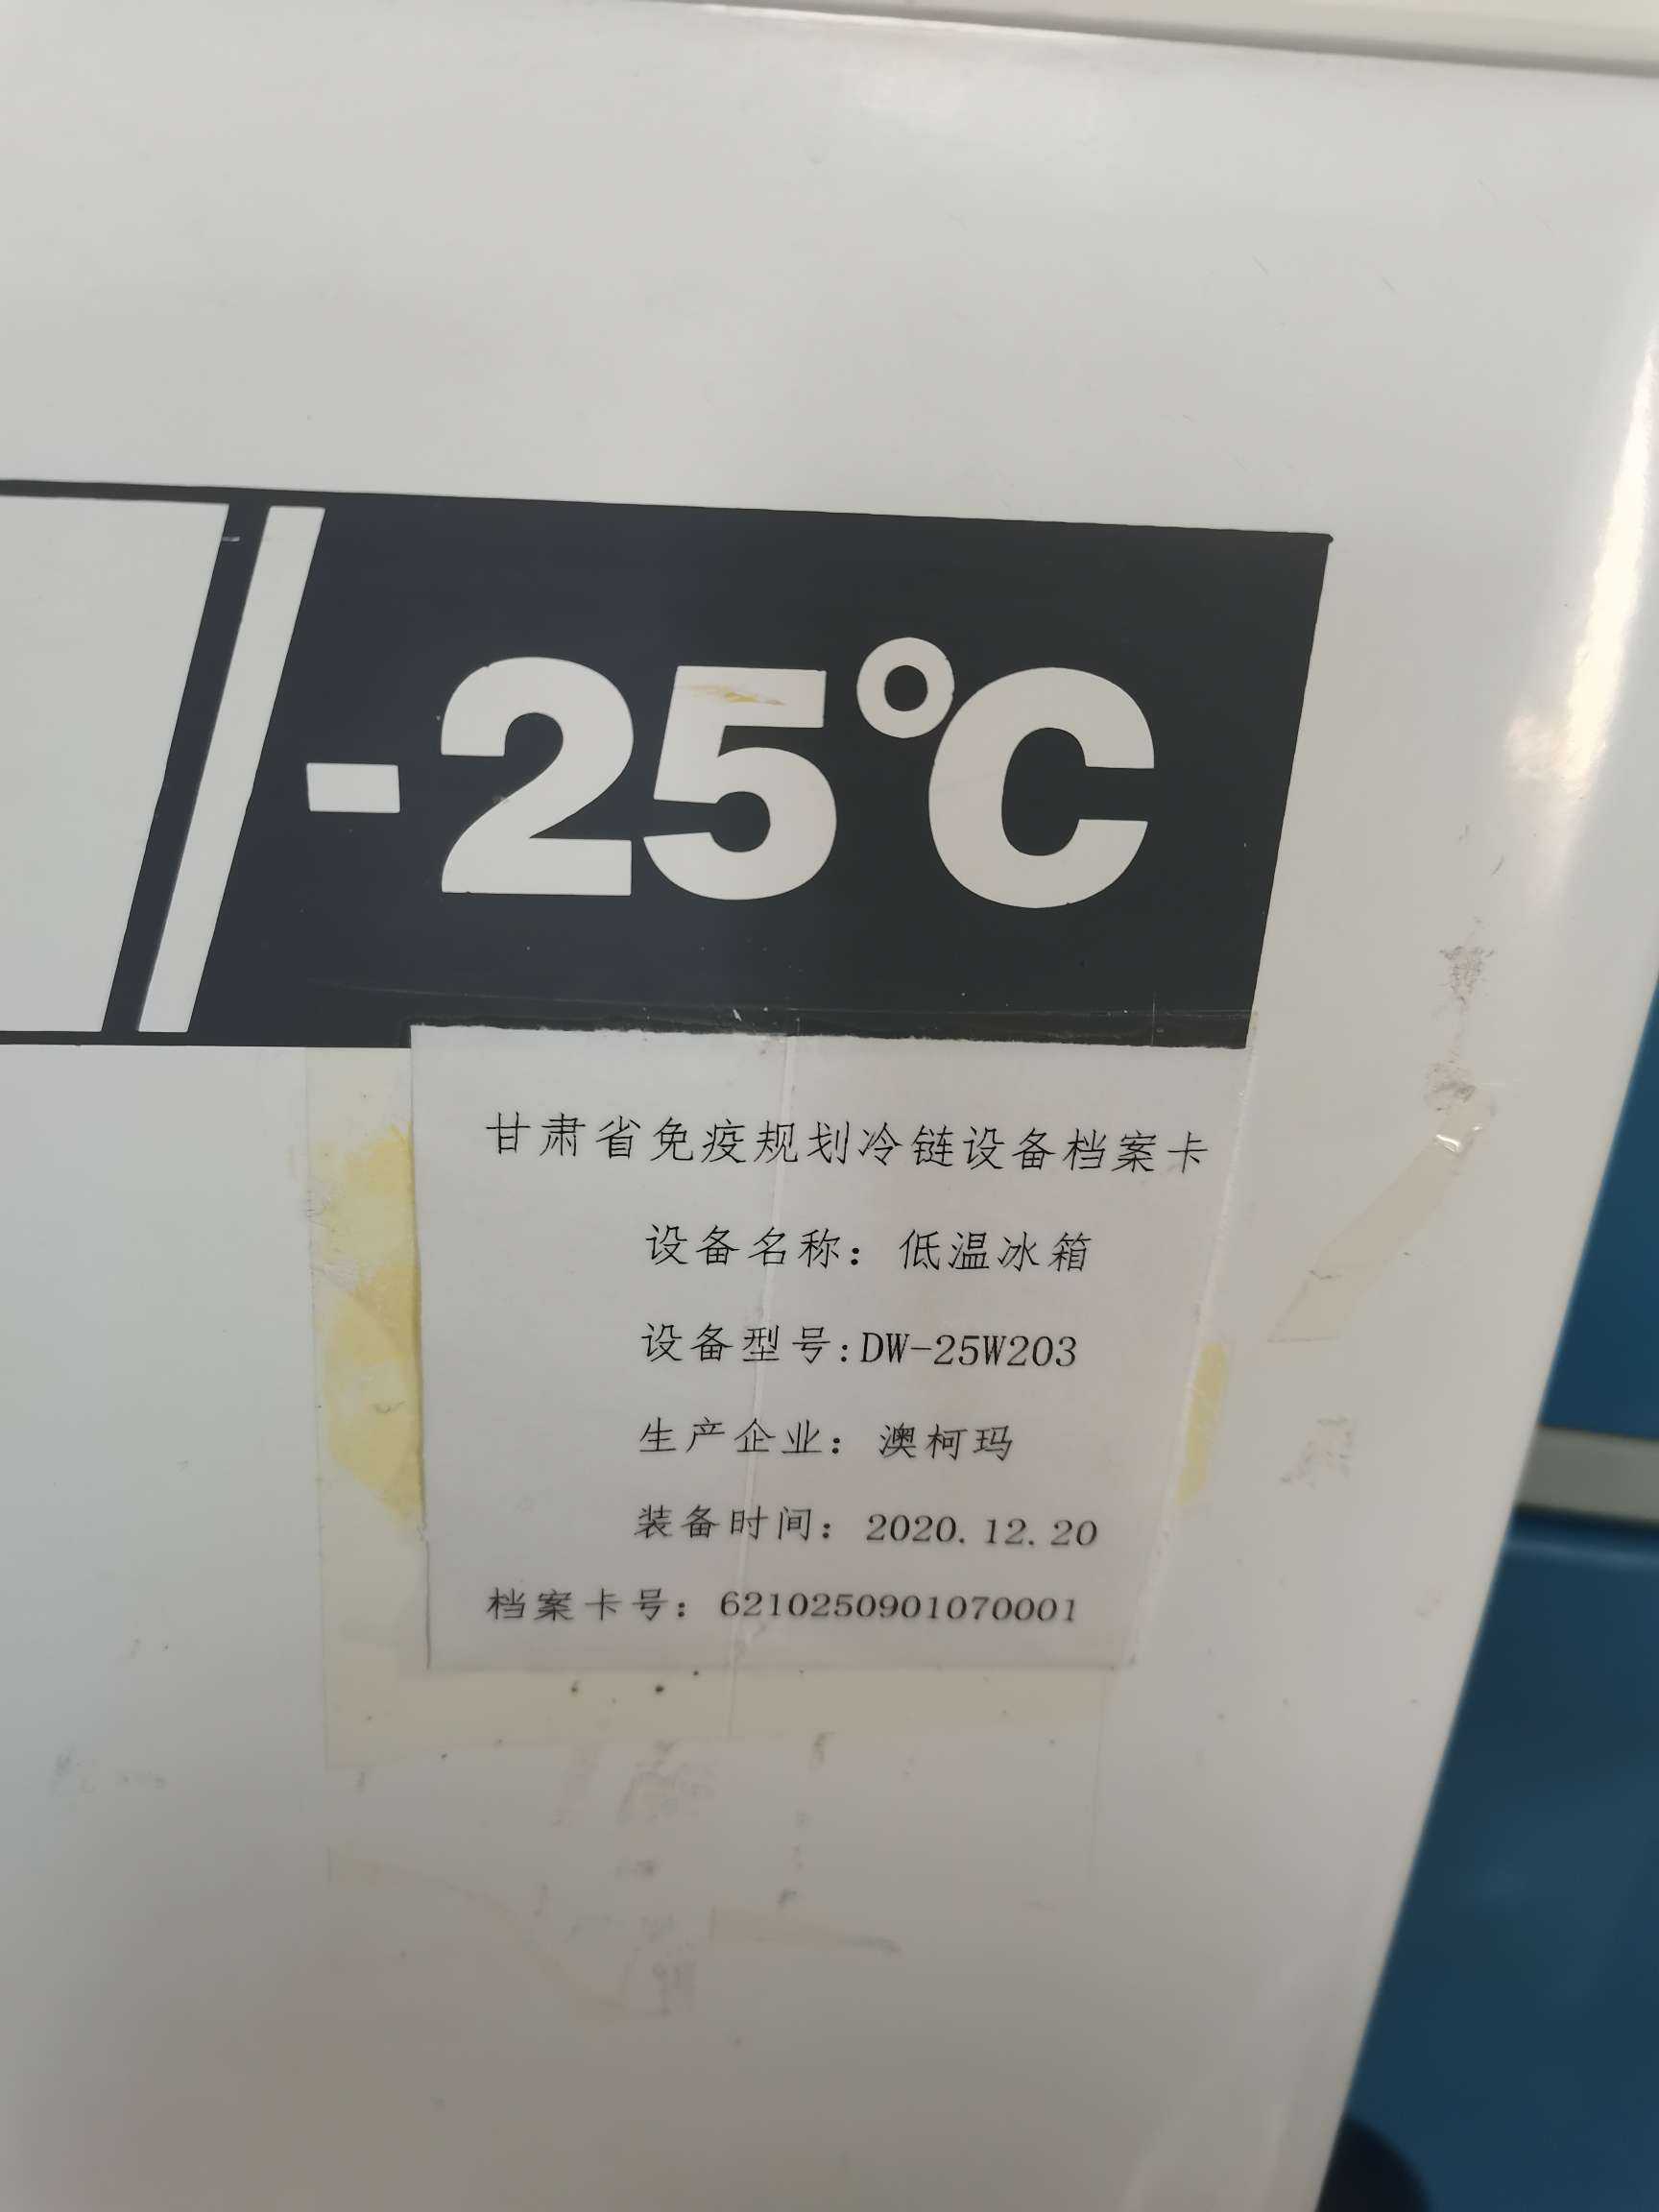 -25℃
甘肃省免疫规划冷链设备档案卡
设备名称：低温冰箱
设备型号:DW-25W203
生产企业：澳柯玛
装备时间：2020.12.20
档案卡号：6210250901070001